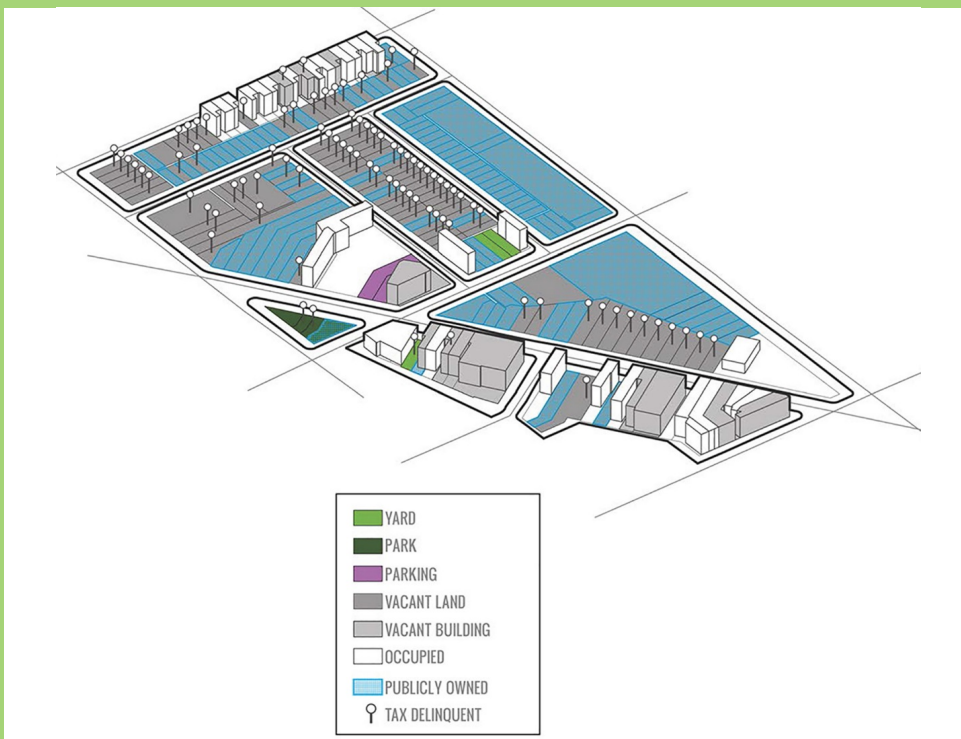 YARD
PARK
PARKING
VACANT LAND
VACANT BUILDING
OCCUPIED
PUBLICLY OWNED
TAX DELINQUENT